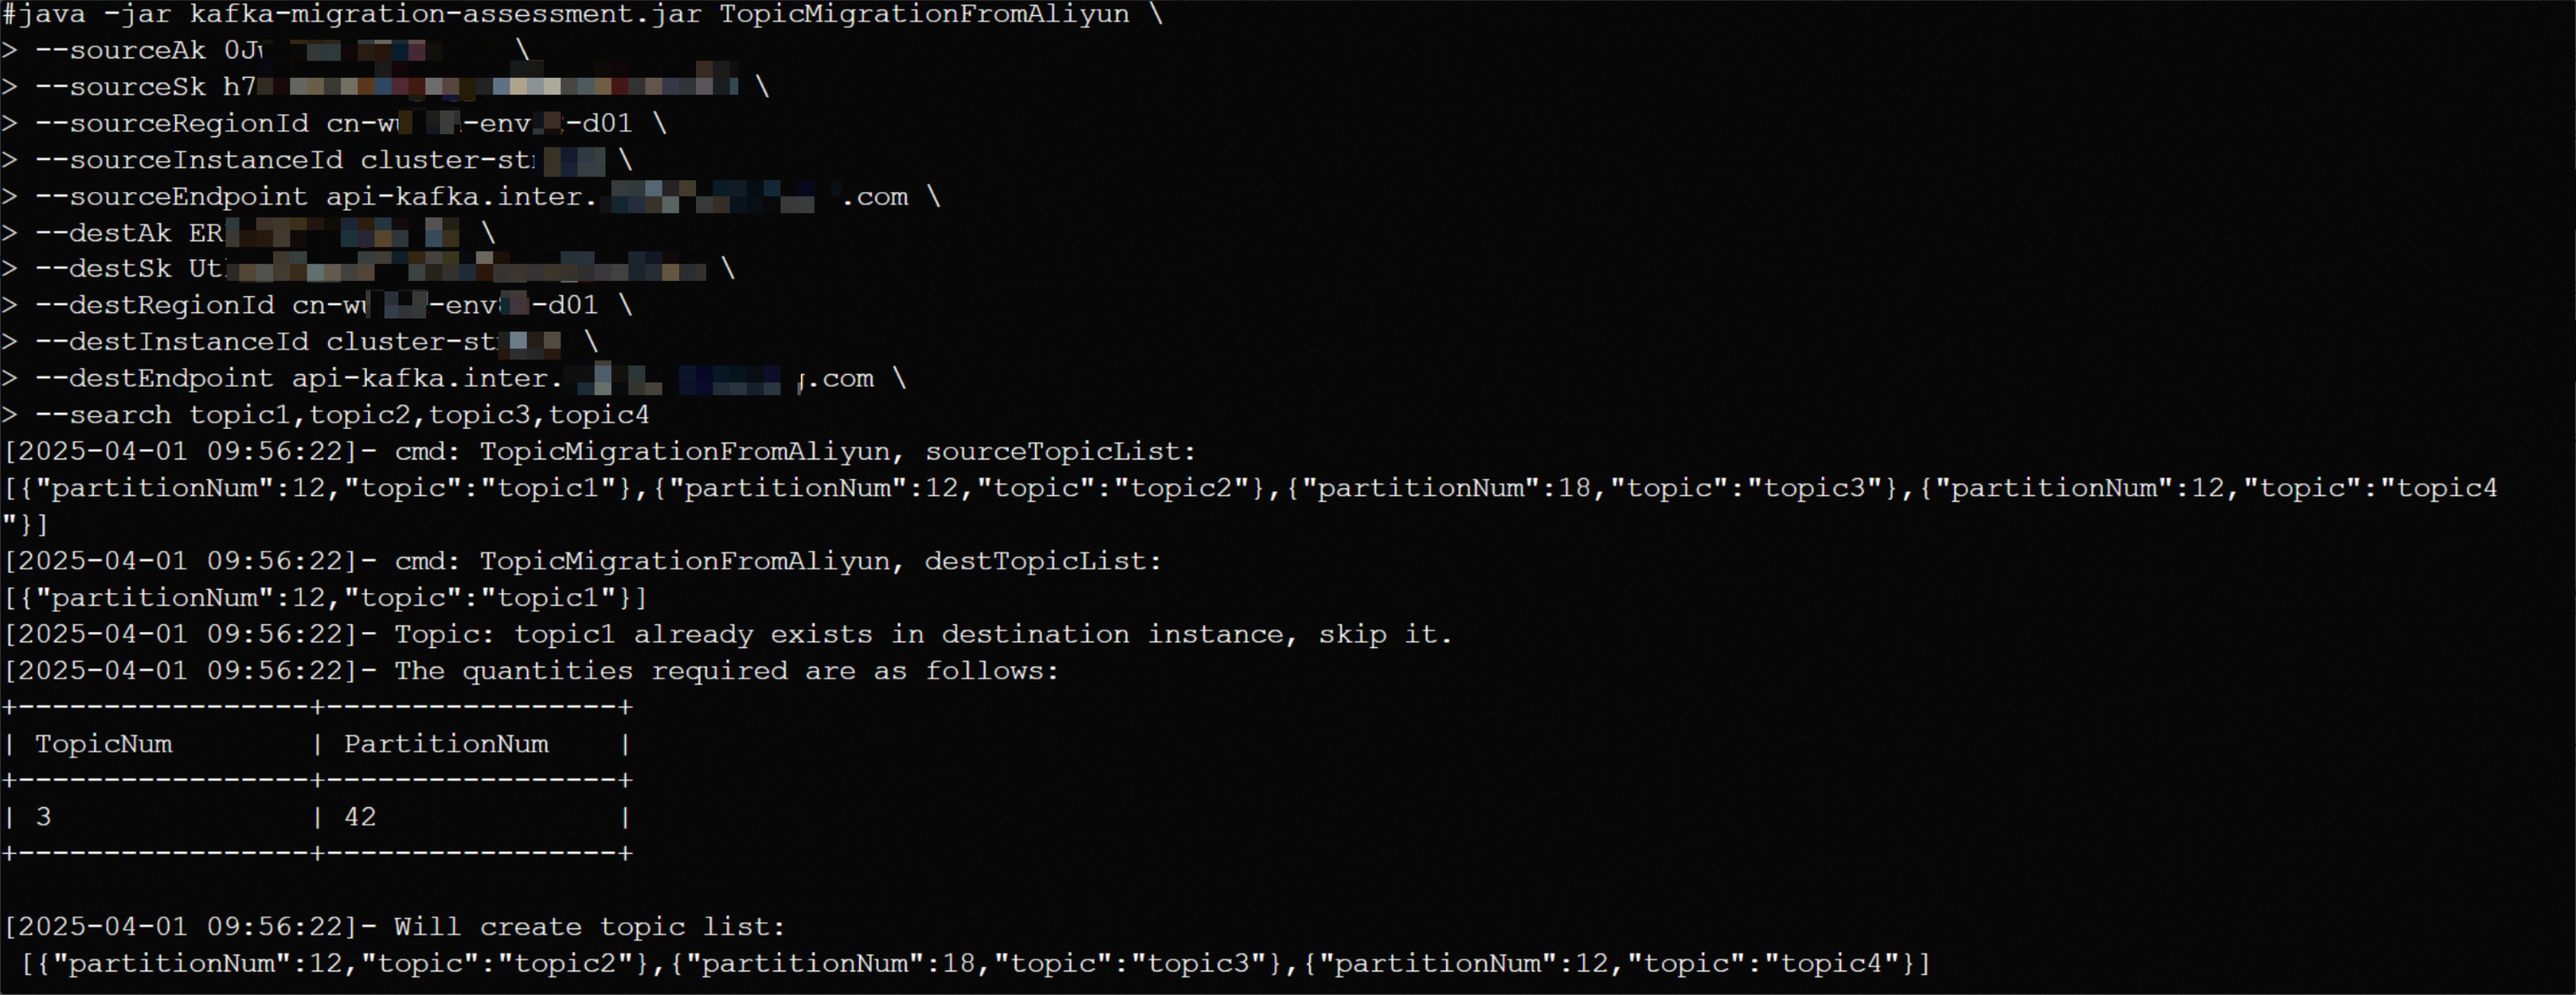 #java -jar kafka-migration-assessment.jar TopicMigrationFromAliyun \
> --sourceAk 0J \
> --sourceSk h7 \
> --sourceRegionId cn-w -env -d01 \
> --sourceInstanceId cluster-st \
> --sourceEndpoint api-kafka.inter. .com \
> --destAk ER \
> --destSk Ut \
> --destRegionId cn-w -env -d01 \
> --destInstanceId cluster-st \
> --destEndpoint api-kafka.inter. .com \
> --search topic1,topic2,topic3,topic4
[2025-04-01 09:56:22]- cmd: TopicMigrationFromAliyun, sourceTopicList:
[{"partitionNum":12,"topic":"topic1"},{"partitionNum":12,"topic":"topic2"},{"partitionNum":18,"topic":"topic3"},{"partitionNum":12,"topic":"topic4
"}]
[2025-04-01 09:56:22]- cmd: TopicMigrationFromAliyun, destTopicList:
[{"partitionNum":12,"topic":"topic1"}]
[2025-04-01 09:56:22]- Topic: topic1 already exists in destination instance, skip it.
[2025-04-01 09:56:22]- The quantities required are as follows:
+-----------------+-----------------+
| TopicNum | PartitionNum |
+-----------------+-----------------+
| 3 | 42 |
+-----------------+-----------------+
[2025-04-01 09:56:22]- Will create topic list:
[{"partitionNum":12,"topic":"topic2"},{"partitionNum":18,"topic":"topic3"},{"partitionNum":12,"topic":"topic4"}]